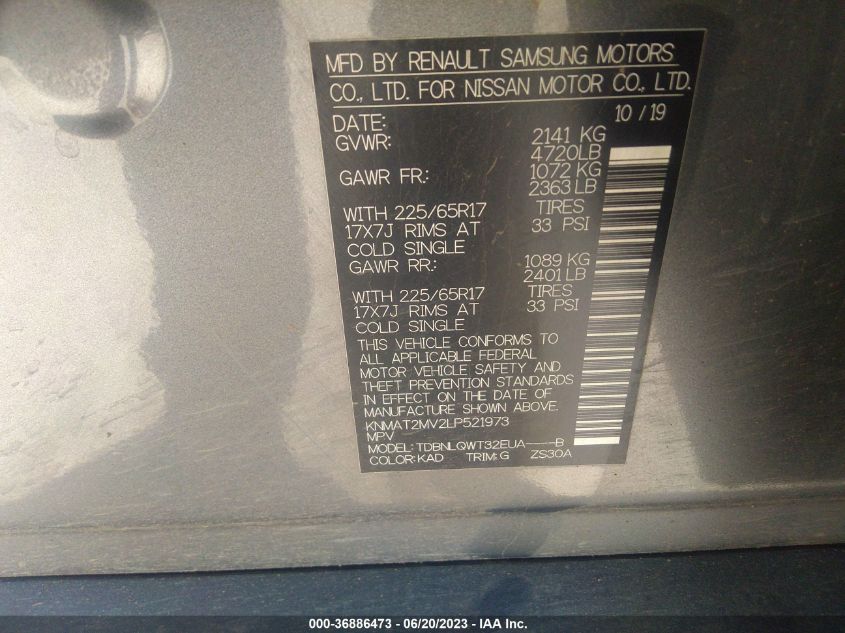 MFD BY RENAULT SAMSUNG MOTORS
CO., LTD. FOR NISSAN MOTOR CO., LTD.
DATE: 10 / 19
GVWR: 2141 KG
4720LB
GAWR FR.: 1072 KG
2363 LB
WITH 225/65R17 TIRES
17X7J RIMS AT 33 PSI
COLD SINGLE
GAWR RR.: 1089 KG
2401 LB
WITH 225/65R17 TIRES
17X7J RIMS AT 33 PSI
COLD SINGLE
THIS VEHICLE CONFORMS TO
ALL APPLICABLE FEDERAL
MOTOR VEHICLE SAFETY AND
THEFT PREVENTION STANDARDS
IN EFFECT ON THE DATE OF
MANUFACTURE SHOWN ABOVE.
KNMAT2MV2LP521973
MPV
MODEL: TDBNLQWT32EUA----B
COLOR: KAD TRIM: G ZS30A
000-36886473 - 06/20/2023 - IAA Inc.